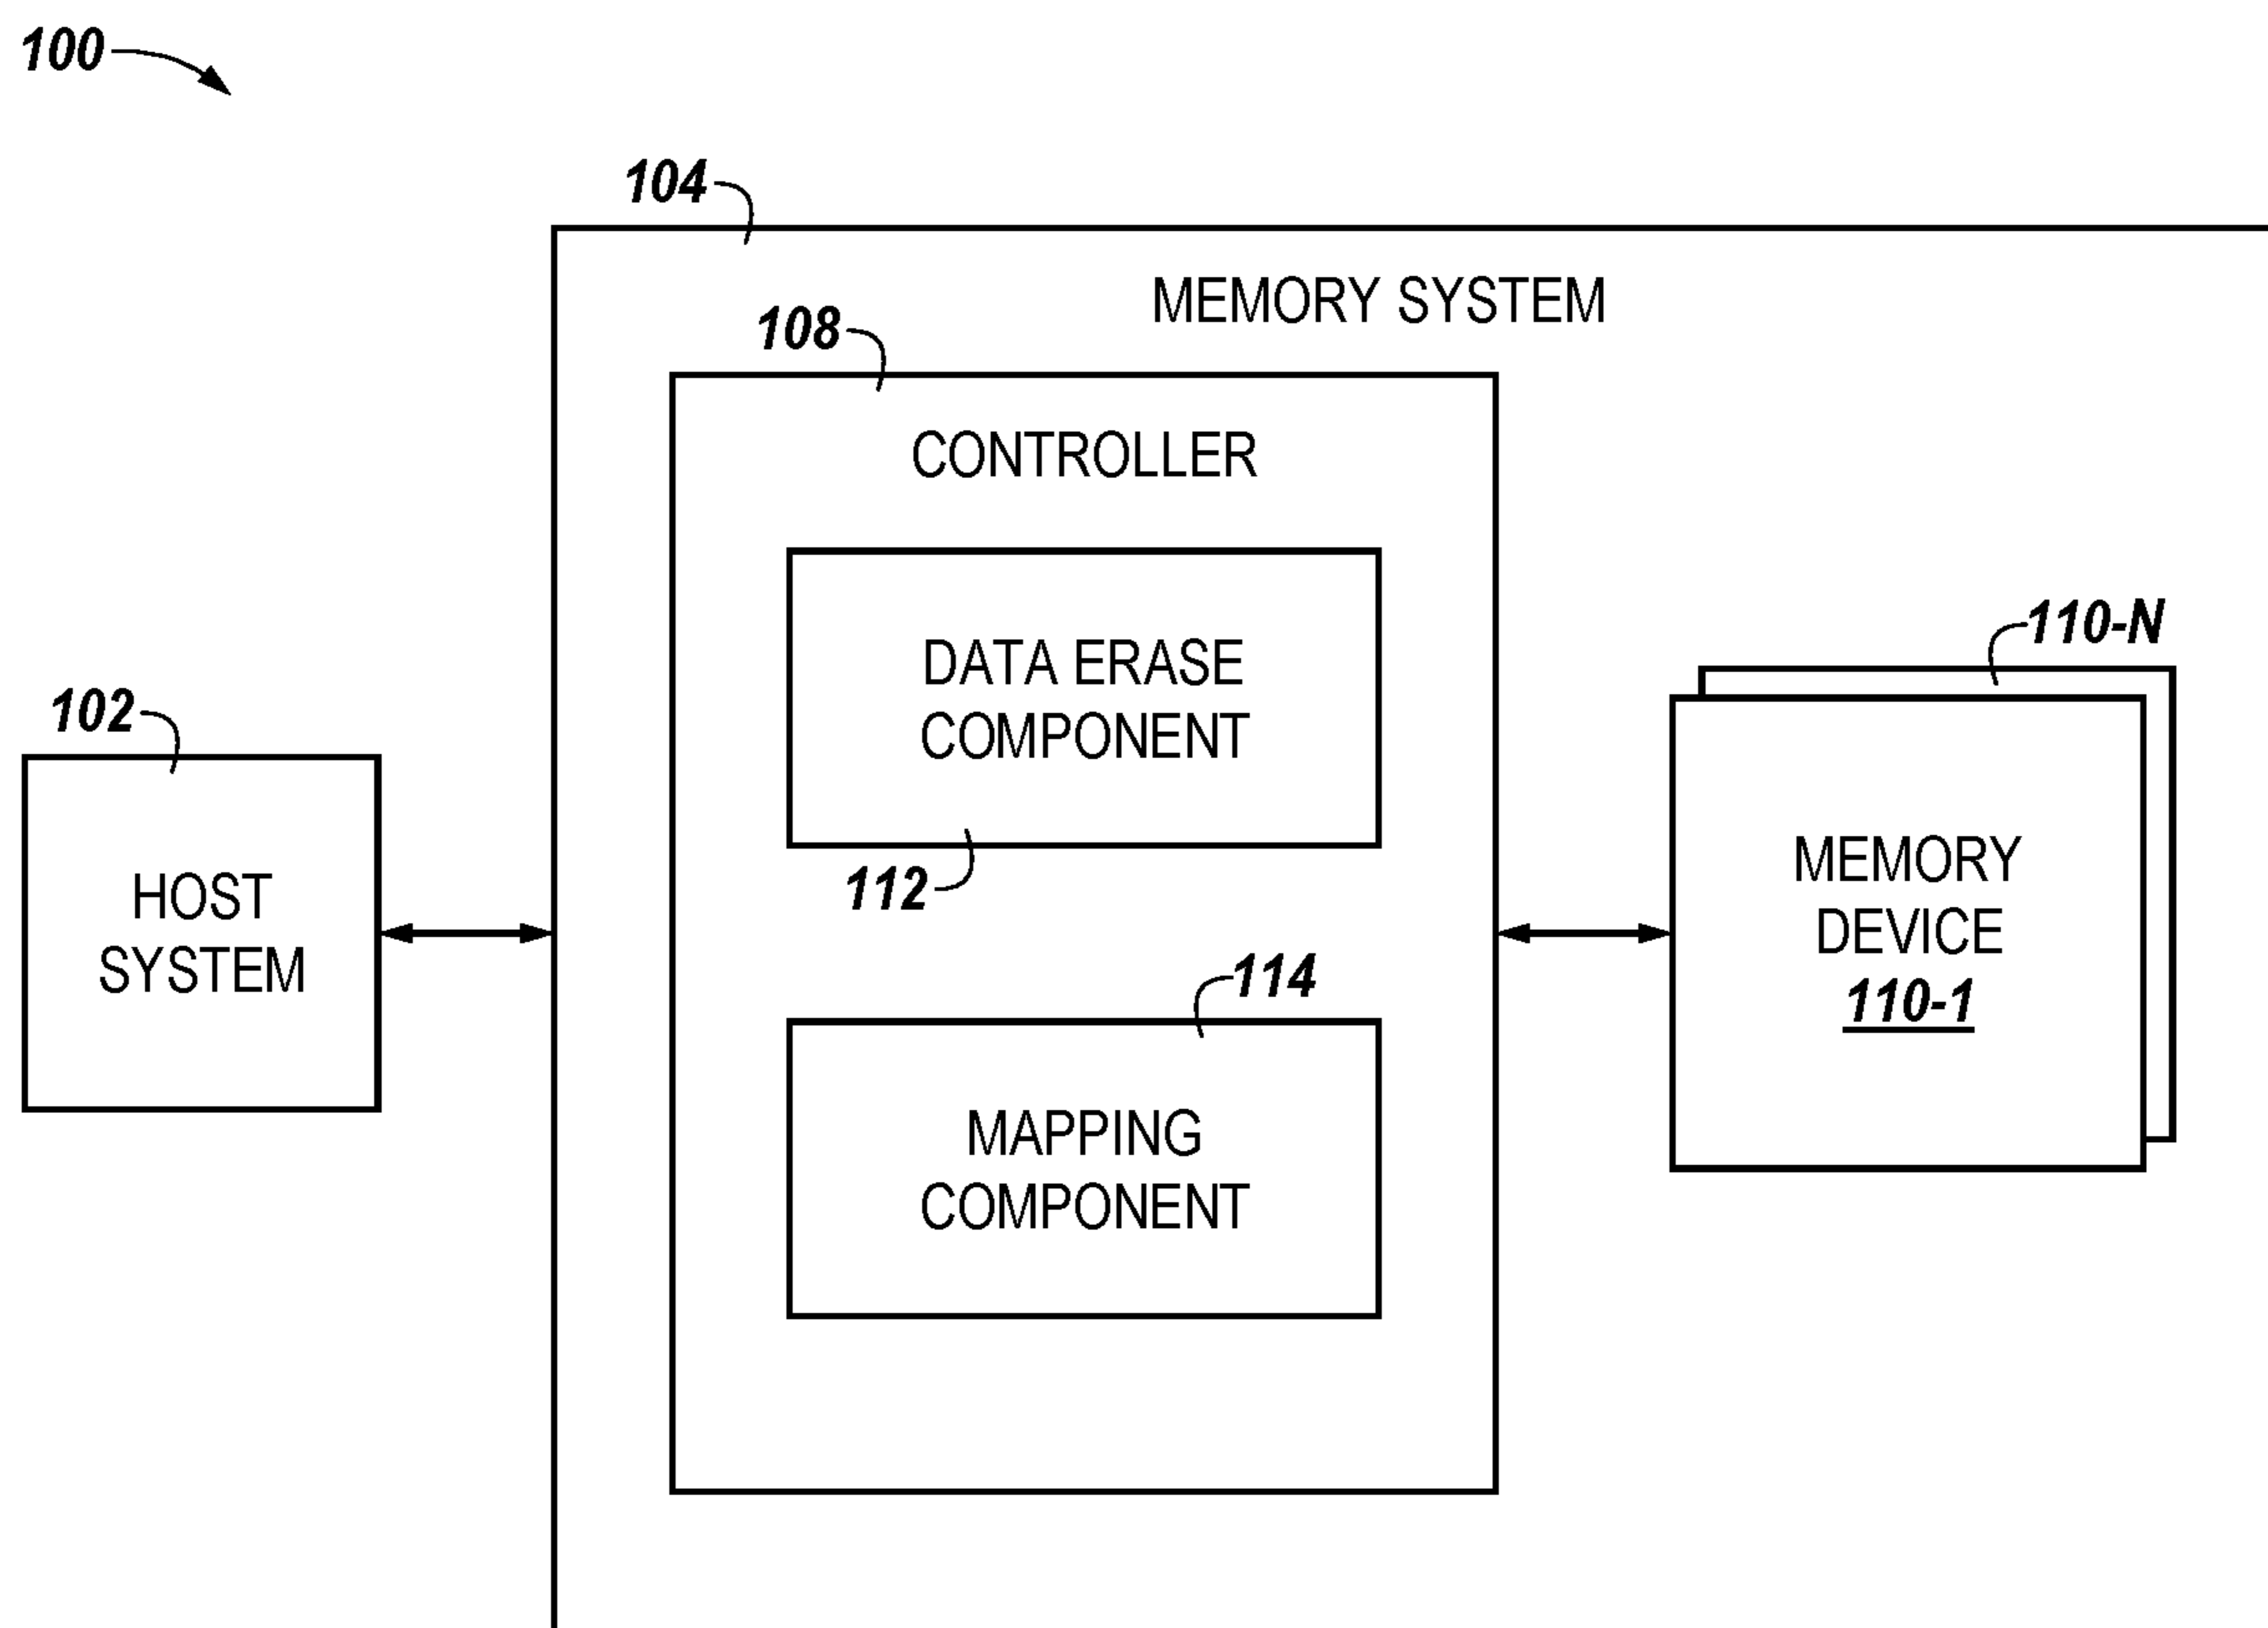 100
104
MEMORY SYSTEM
108
CONTROLLER
DATA ERASE
COMPONENT
112
114
MAPPING
COMPONENT
102
HOST
SYSTEM
110-N
MEMORY
DEVICE
110-1